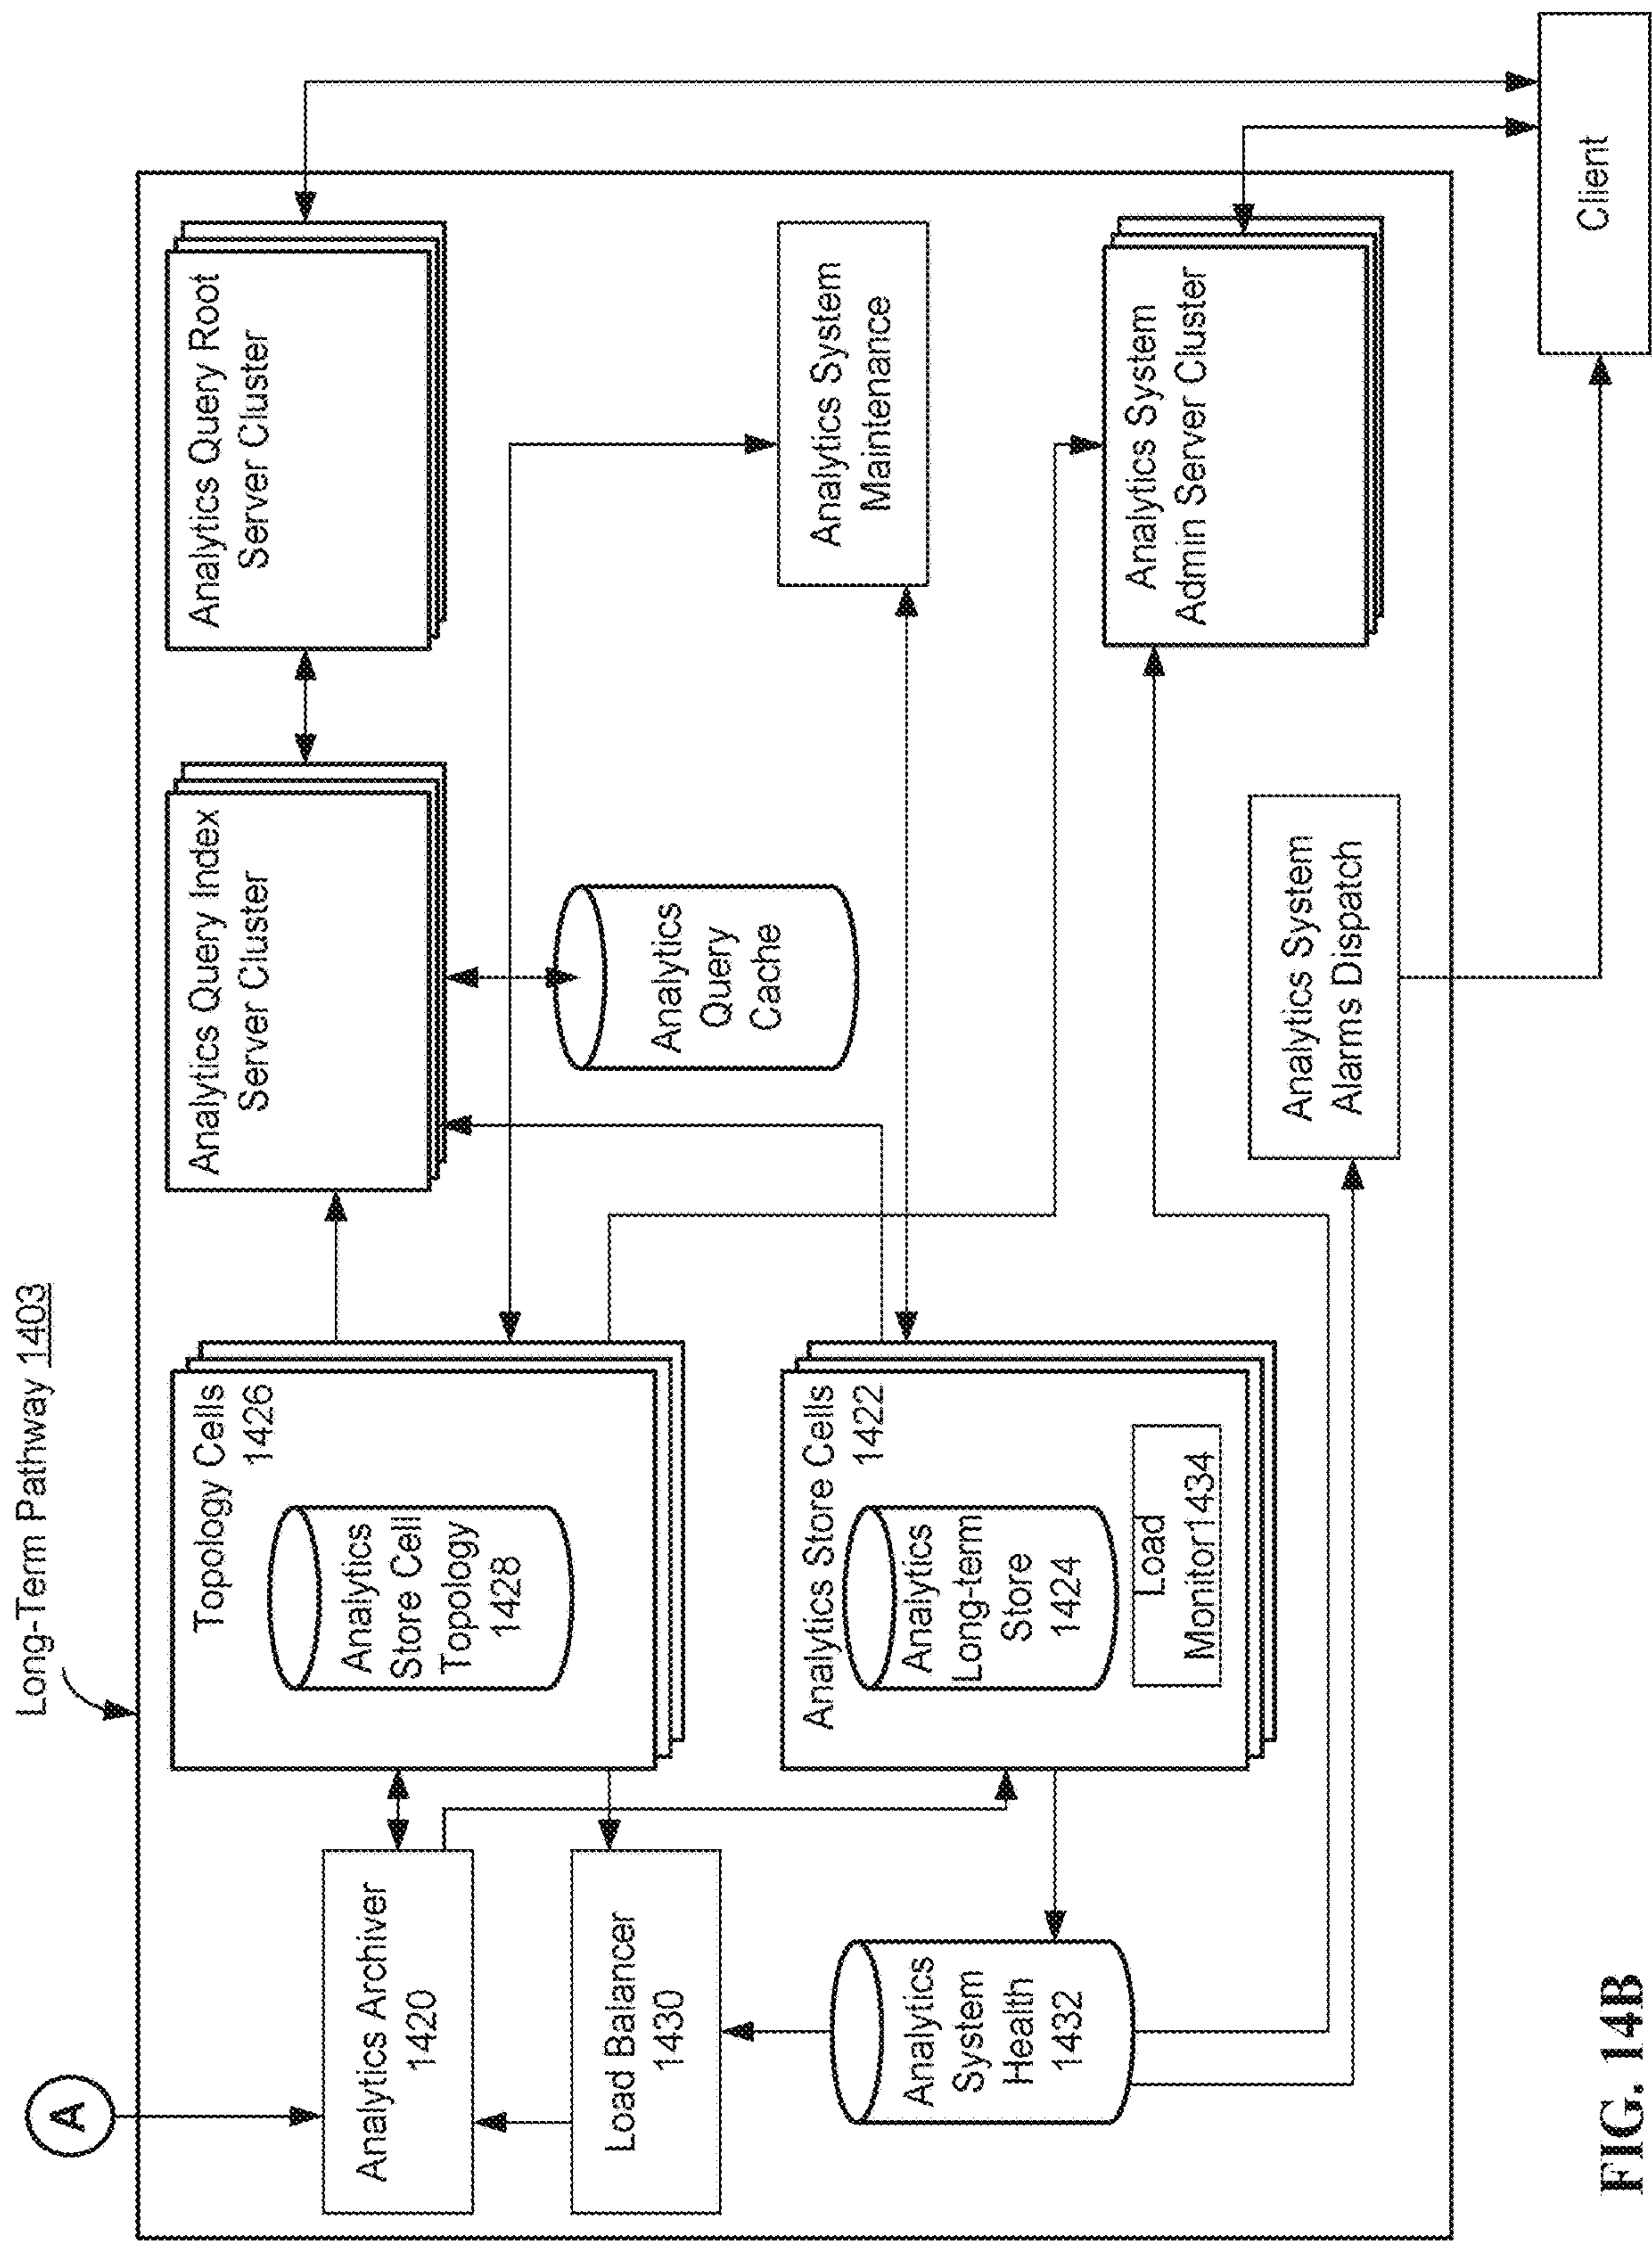 Long-Term Pathway 1403
A
Analytics Archiver
1420
Load Balancer
1430
Analytics
System
Health
1432
Topology Cells
1426
Analytics
Store Cell
Topology
1428
Analytics Store Cells
1422
Analytics
Long-term
Store
1424
Load
Monitor1434
Analytics Query Index
Server Cluster
Analytics
Query
Cache
Analytics System
Alarms Dispatch
Analytics Query Root
Server Cluster
Analytics System
Maintenance
Analytics System
Admin Server Cluster
Client
FIG. 14B